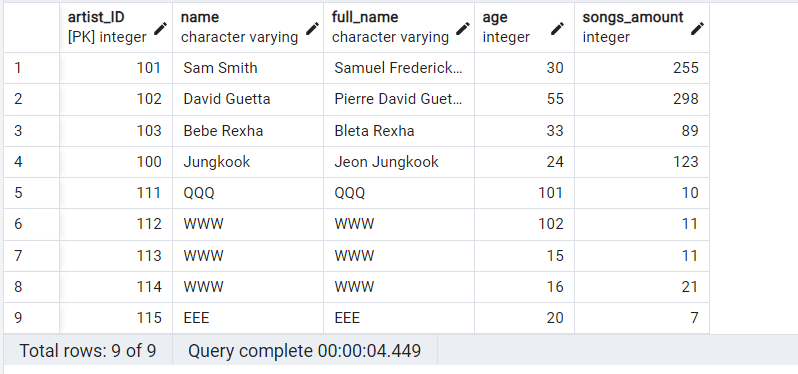 artist_ID name full_name age songs_amount
[PK] integer character varying character varying integer integer
1 101 Sam Smith Samuel Frederick... 30 255
2 102 David Guetta Pierre David Guet... 55 298
3 103 Bebe Rexha Bleta Rexha 33 89
4 100 Jungkook Jeon Jungkook 24 123
5 111 QQQ QQQ 101 10
6 112 WWW WWW 102 11
7 113 WWW WWW 15 11
8 114 WWW WWW 16 21
9 115 EEE EEE 20 7
Total rows: 9 of 9 Query complete 00:00:04.449